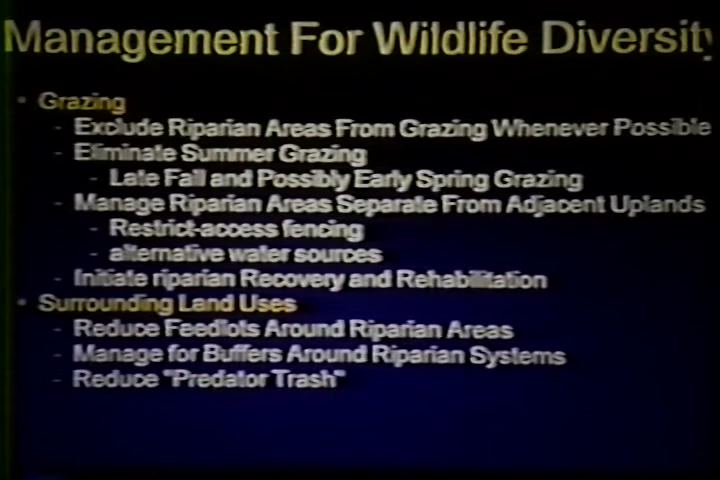 Management For Wildlife Diversity
• Grazing
- Exclude Riparian Areas From Grazing Whenever Possible
- Eliminate Summer Grazing
- Late Fall and Possibly Early Spring Grazing
- Manage Riparian Areas Separate From Adjacent Uplands
- Restrict-access fencing
- alternative water sources
- Initiate riparian Recovery and Rehabilitation
• Surrounding Land Uses
- Reduce Feedlots Around Riparian Areas
- Manage for Buffers Around Riparian Systems
- Reduce "Predator Trash"